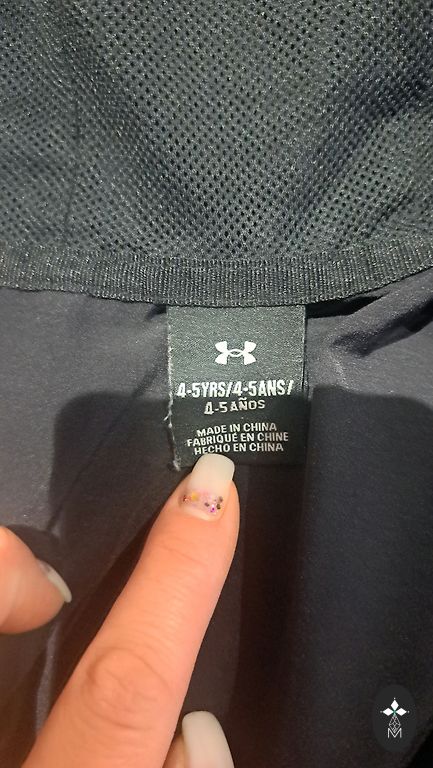 4-5YRS/4-5ANS/
4-5AÑOS
MADE IN CHINA
FABRIQUÉ EN CHINE
HECHO EN CHINA